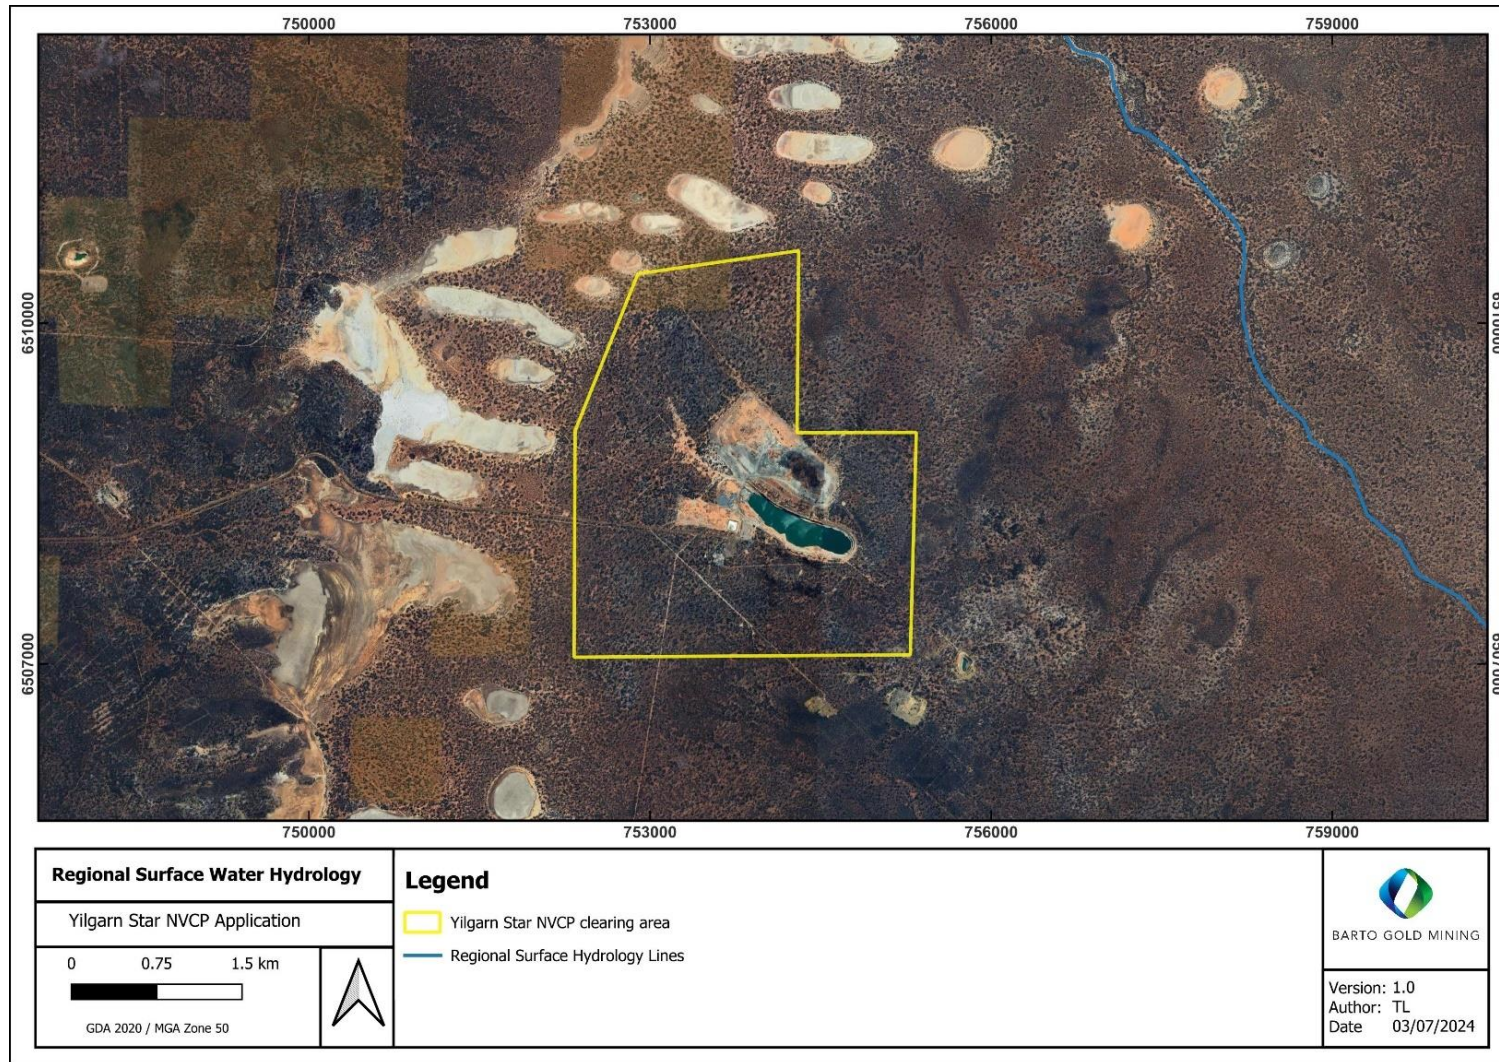 750000 753000 756000 759000
6510000 6510000
6507000 6507000
750000 753000 756000 759000
Regional Surface Water Hydrology
Yilgarn Star NVCP Application
0 0.75 1.5 km
GDA 2020 / MGA Zone 50
Legend
Yilgarn Star NVCP clearing area
Regional Surface Hydrology Lines
BARTO GOLD MINING
Version: 1.0
Author: TL
Date 03/07/2024